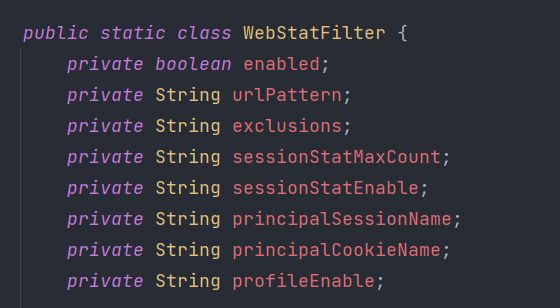 public static class WebStatFilter {
private boolean enabled;
private String urlPattern;
private String exclusions;
private String sessionStatMaxCount;
private String sessionStatEnable;
private String principalSessionName;
private String principalCookieName;
private String profileEnable;